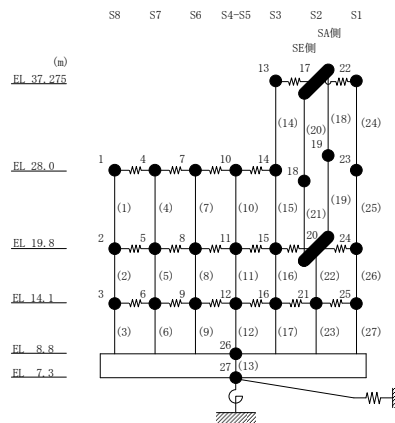 S8 S7 S6 S4-S5 S3 S2 S1
SA側
SE側
(m)
13 17 22
EL 37.275
(14) (20) (18) (24)
19
1 4 7 10 14 23
EL 28.0
18
(1) (4) (7) (10) (15) (21) (19) (25)
2 5 8 11 15 20 24
EL 19.8
(2) (5) (8) (11) (16) (22) (26)
3 6 9 12 16 21 25
EL 14.1
(3) (6) (9) (12) (17) (23) (27)
26
EL 8.8
27 (13)
EL 7.3